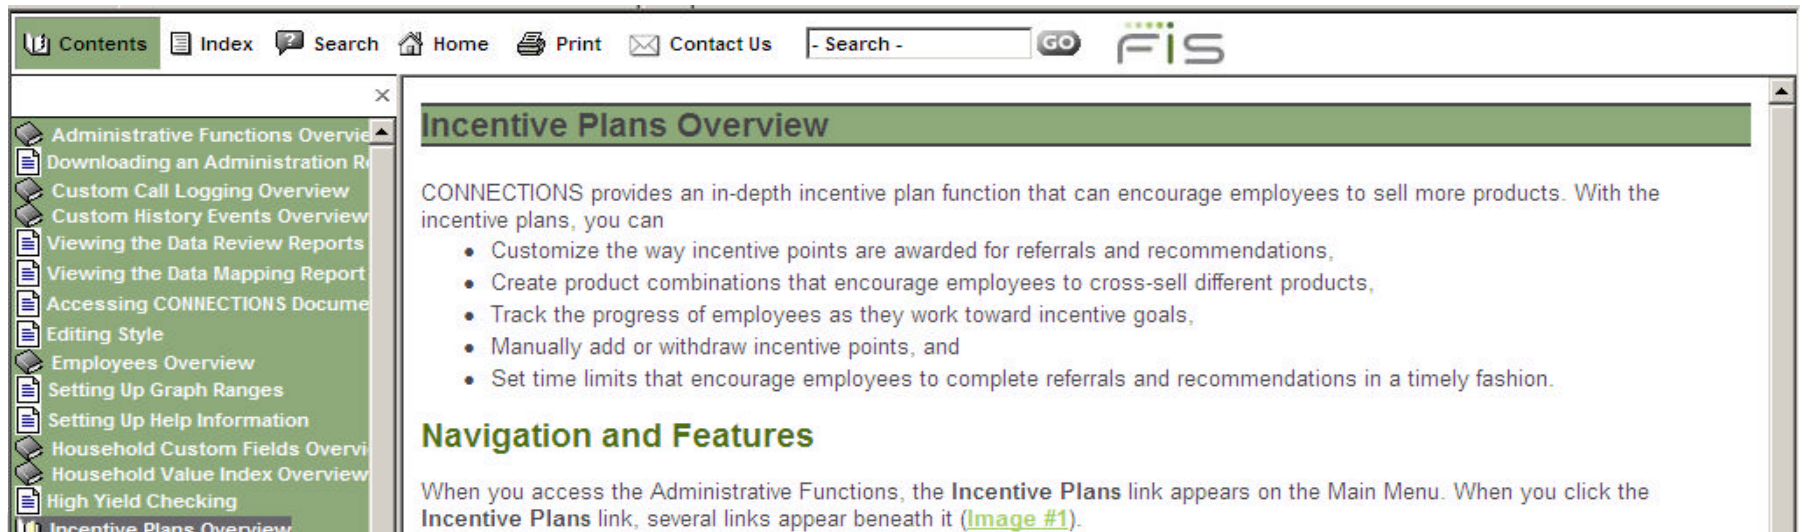 Contents Index Search Home Print Contact Us - Search - GO FIS
×
Administrative Functions Overvie
Downloading an Administration Re
Custom Call Logging Overview
Custom History Events Overview
Viewing the Data Review Reports
Viewing the Data Mapping Report
Accessing CONNECTIONS Docume
Editing Style
Employees Overview
Setting Up Graph Ranges
Setting Up Help Information
Household Custom Fields Overvi
Household Value Index Overview
High Yield Checking
Incentive Plans Overview
Incentive Plans Overview
CONNECTIONS provides an in-depth incentive plan function that can encourage employees to sell more products. With the
incentive plans, you can
• Customize the way incentive points are awarded for referrals and recommendations,
• Create product combinations that encourage employees to cross-sell different products,
• Track the progress of employees as they work toward incentive goals,
• Manually add or withdraw incentive points, and
• Set time limits that encourage employees to complete referrals and recommendations in a timely fashion.
Navigation and Features
When you access the Administrative Functions, the Incentive Plans link appears on the Main Menu. When you click the
Incentive Plans link, several links appear beneath it (Image #1).